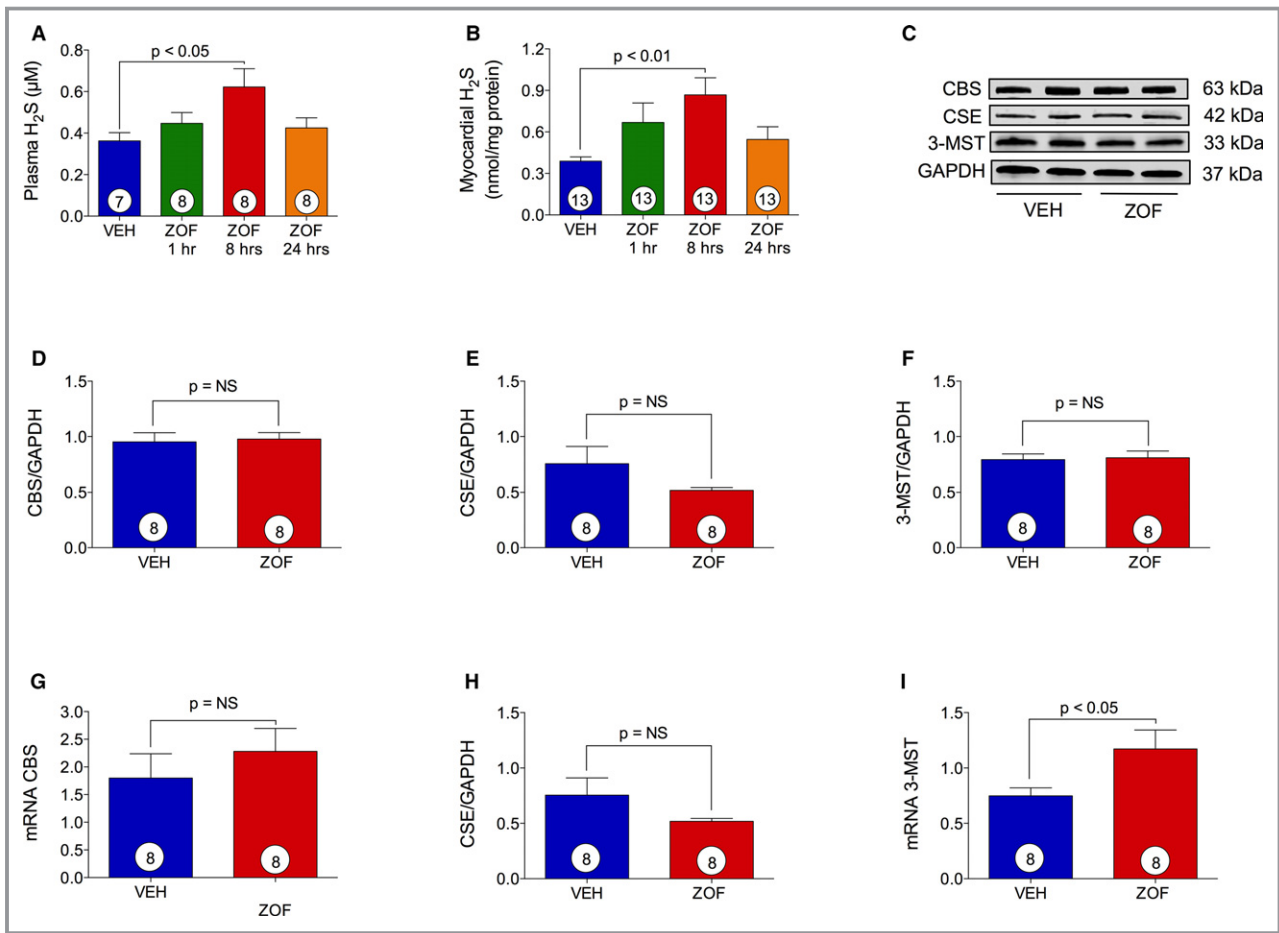 A
Plasma H₂S (µM)
0.8
0.6
0.4
0.2
0.0
p < 0.05
7
8
8
8
VEH
ZOF
1 hr
ZOF
8 hrs
ZOF
24 hrs
B
Myocardial H₂S
(nmol/mg protein)
1.2
0.9
0.6
0.3
0.0
p < 0.01
13
13
13
13
VEH
ZOF
1 hr
ZOF
8 hrs
ZOF
24 hrs
C
CBS 63 kDa
CSE 42 kDa
3-MST 33 kDa
GAPDH 37 kDa
VEH ZOF
D
CBS/GAPDH
1.5
1.0
0.5
0.0
p = NS
8
8
VEH
ZOF
E
CSE/GAPDH
1.5
1.0
0.5
0.0
p = NS
8
8
VEH
ZOF
F
3-MST/GAPDH
1.5
1.0
0.5
0.0
p = NS
8
8
VEH
ZOF
G
mRNA CBS
3.0
2.5
2.0
1.5
1.0
0.5
0.0
p = NS
8
8
VEH
ZOF
H
CSE/GAPDH
1.5
1.0
0.5
0.0
p = NS
8
8
VEH
ZOF
I
mRNA 3-MST
1.5
1.0
0.5
0.0
p < 0.05
8
8
VEH
ZOF